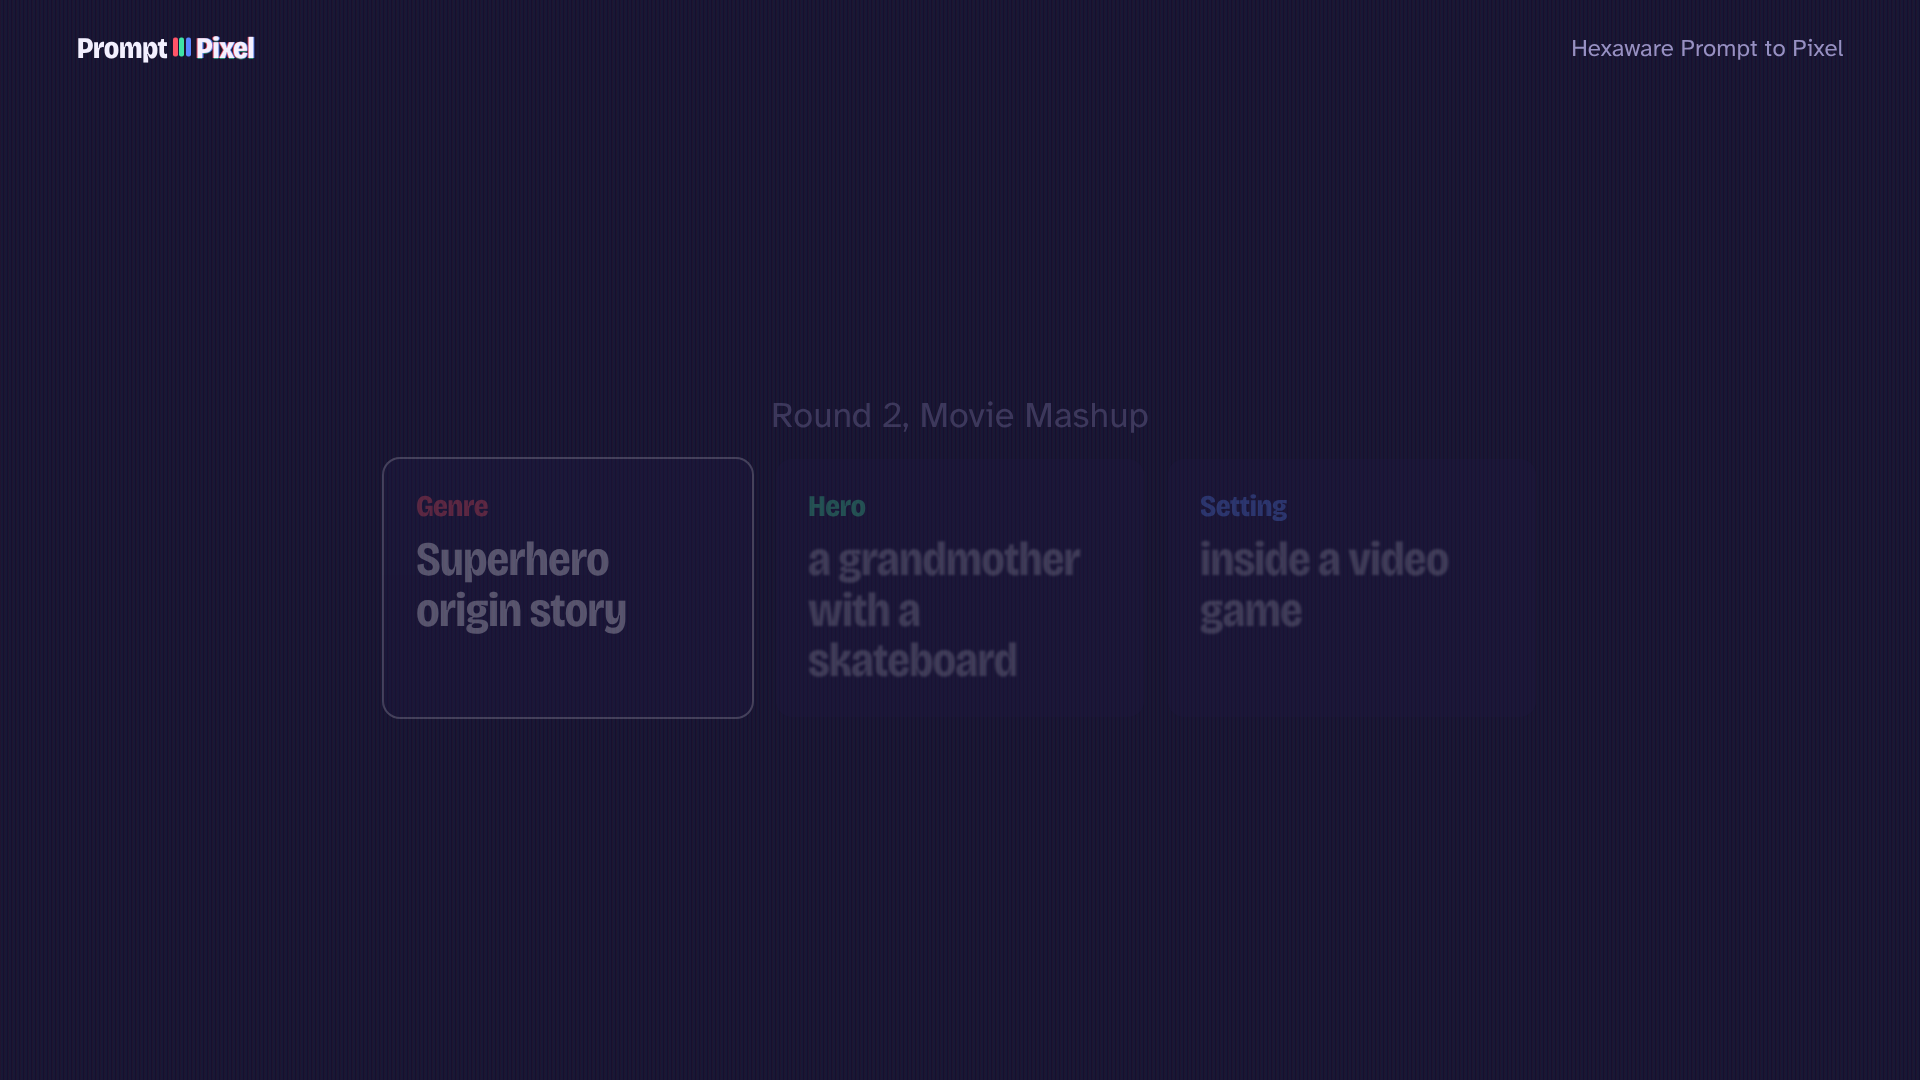 Prompt Pixel
Hexaware Prompt to Pixel
Round 2, Movie Mashup
Genre
Superhero
origin story
Hero
a grandmother
with a
skateboard
Setting
inside a video
game